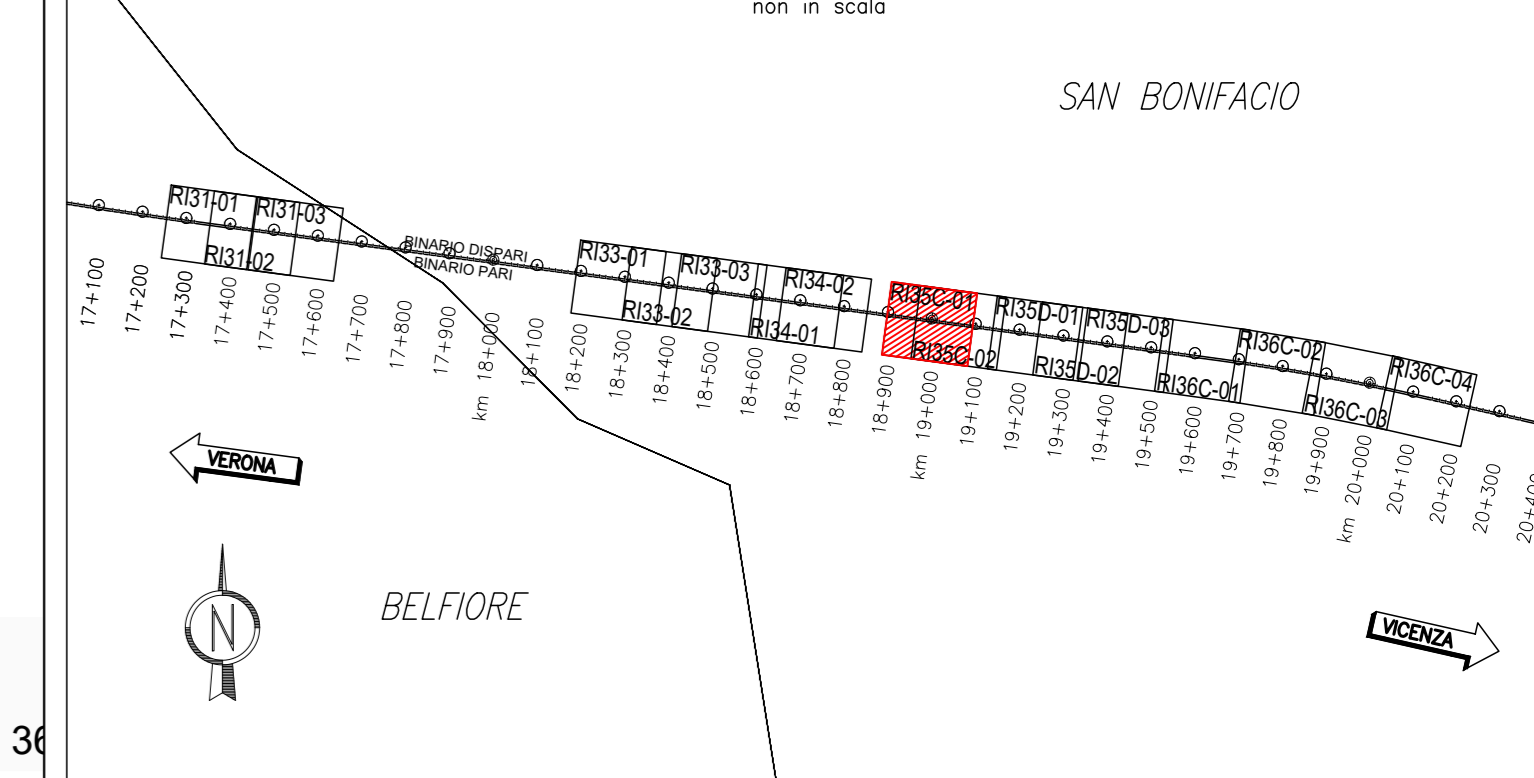 non in scala
SAN BONIFACIO
RI31-01
RI31-03
RI31-02
BINARIO DISPARI
BINARIO PARI
RI33-01
RI33-03
RI33-02
RI34-02
RI34-01
RI35C-01
RI35C-02
RI35D-01
RI35D-03
RI35D-02
RI36C-02
RI36C-01
RI36C-04
RI36C-03
17+100
17+200
17+300
17+400
17+500
17+600
17+700
17+800
17+900
km 18+000
18+100
18+200
18+300
18+400
18+500
18+600
18+700
18+800
18+900
km 19+000
19+100
19+200
19+300
19+400
19+500
19+600
19+700
19+800
19+900
km 20+000
20+100
20+200
20+300
20+400
VERONA
BELFIORE
N
VICENZA
36